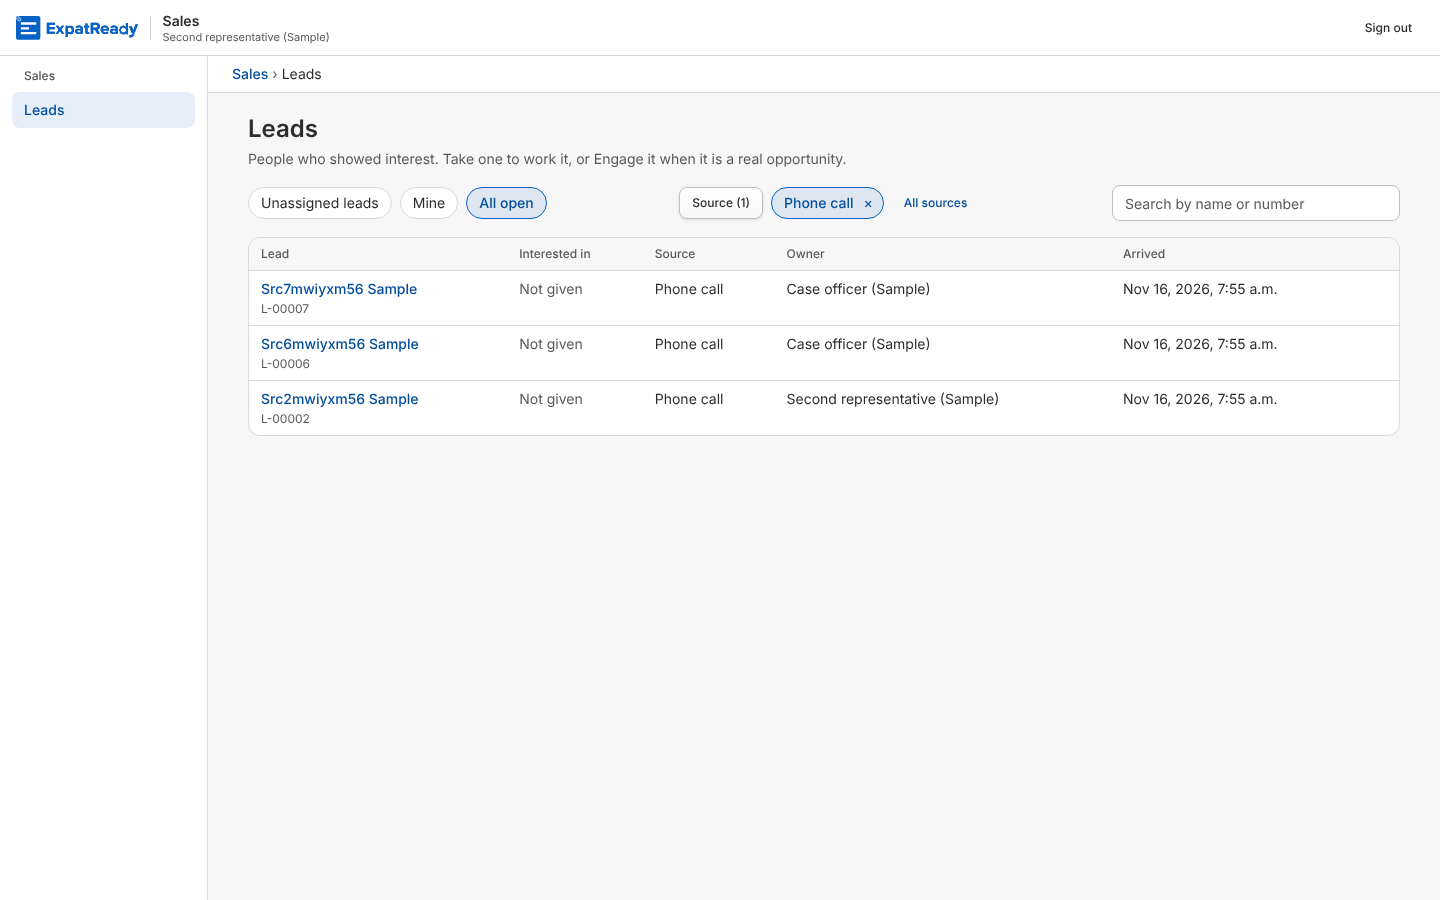 ExpatReady
Sales
Second representative (Sample)
Sign out
Sales
Leads
Sales › Leads
Leads
People who showed interest. Take one to work it, or Engage it when it is a real opportunity.
Unassigned leads Mine All open Source (1) Phone call × All sources Search by name or number
Lead Interested in Source Owner Arrived
Src7mwiyxm56 Sample Not given Phone call Case officer (Sample) Nov 16, 2026, 7:55 a.m.
L-00007
Src6mwiyxm56 Sample Not given Phone call Case officer (Sample) Nov 16, 2026, 7:55 a.m.
L-00006
Src2mwiyxm56 Sample Not given Phone call Second representative (Sample) Nov 16, 2026, 7:55 a.m.
L-00002